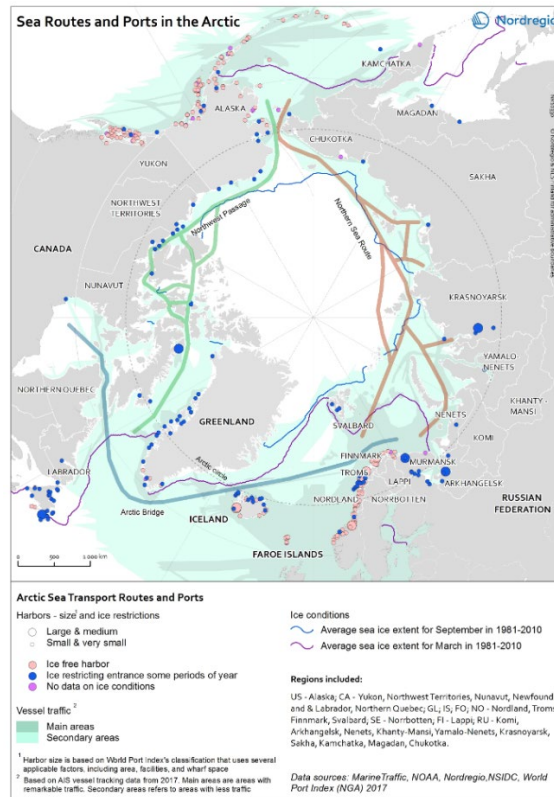 Sea Routes and Ports in the Arctic
Nordregio
KAMCHATKA
ALASKA
MAGADAN
CHUKOTKA
YUKON
SAKHA
NORTHWEST
TERRITORIES
Northwest Passage
Northern Sea Route
CANADA
NUNAVUT
KRASNOYARSK
YAMALO
NENETS
NORTHERN QUEBEC
KHANTY-
MANSI
GREENLAND
NENETS
SVALBARD
KOMI
LABRADOR
Arctic circle
FINNMARK
MURMANSK
TROMS
LAPPI
ARKHANGELSK
NORDLAND
NORRBOTTEN
RUSSIAN
FEDERATION
Arctic Bridge
ICELAND
FAROE ISLANDS
0 500 1 000 km
Arctic Sea Transport Routes and Ports
Harbors - size¹ and ice restrictions
Large & medium
Small & very small
Ice free harbor
Ice restricting entrance some periods of year
No data on ice conditions
Vessel traffic ²
Main areas
Secondary areas
¹ Harbor size is based on World Port Index's classification that uses several
applicable factors, including area, facilities, and wharf space
² Based on AIS vessel tracking data from 2017. Main areas are areas with
remarkable traffic. Secondary areas refers to areas with less traffic
Ice conditions
Average sea ice extent for September in 1981-2010
Average sea ice extent for March in 1981-2010
Regions included:
US - Alaska; CA - Yukon, Northwest Territories, Nunavut, Newfound
and & Labrador, Northern Quebec; GL; IS; FO; NO - Nordland, Troms
Finnmark, Svalbard; SE - Norrbotten; FI - Lappi; RU - Komi,
Arkhangelsk, Nenets, Khanty-Mansi, Yamalo-Nenets, Krasnoyarsk,
Sakha, Kamchatka, Magadan, Chukotka.
Data sources: MarineTraffic, NOAA, Nordregio,NSIDC, World
Port Index (NGA) 2017